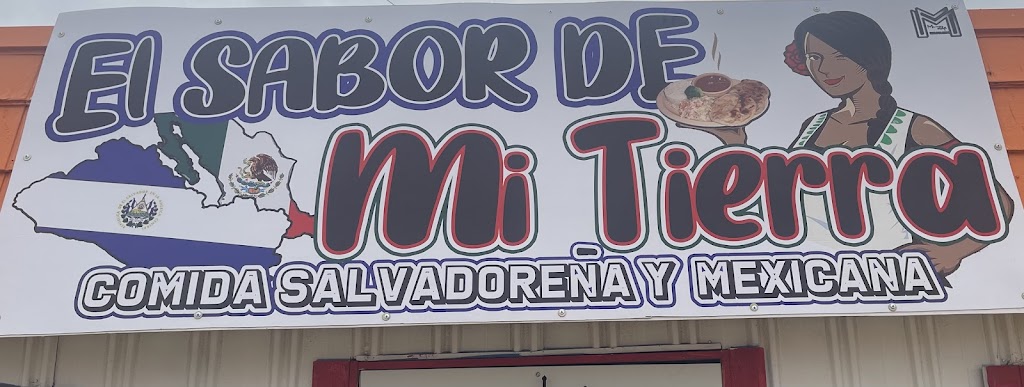 El SABOR DE
Mi Tierra
COMIDA SALVADOREÑA Y MEXICANA